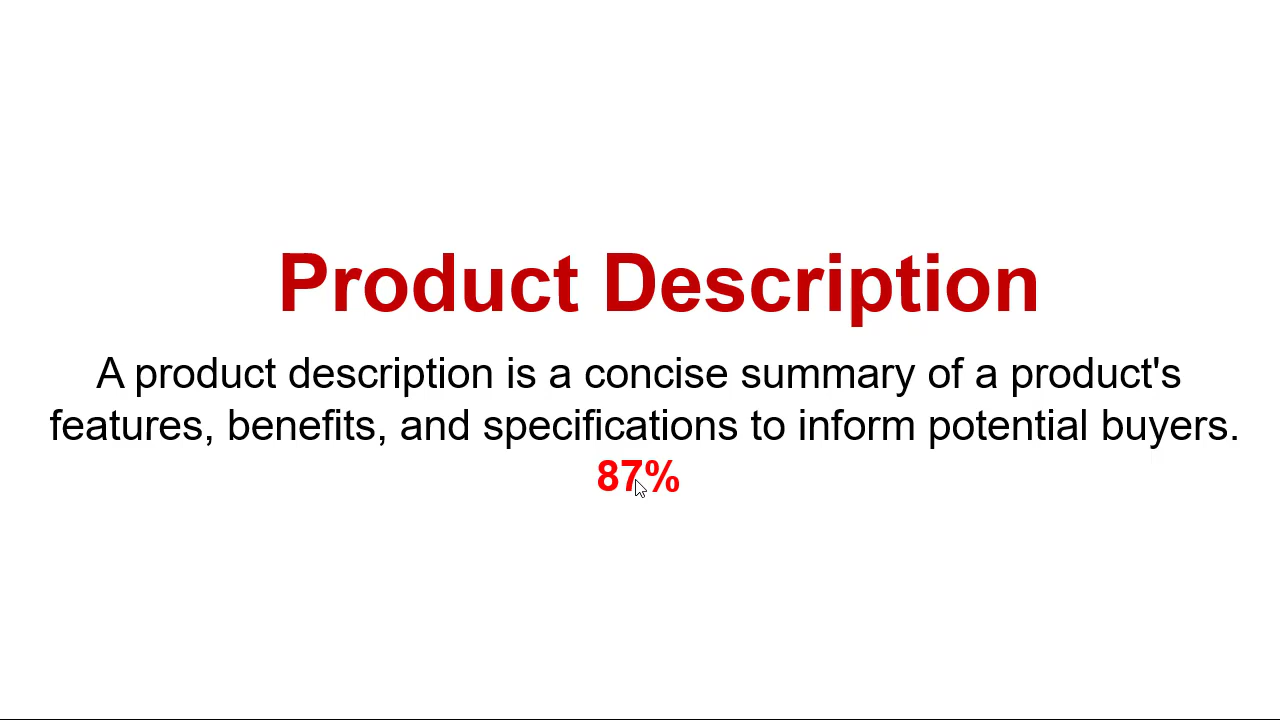 Product Description
A product description is a concise summary of a product's
features, benefits, and specifications to inform potential buyers.
87%